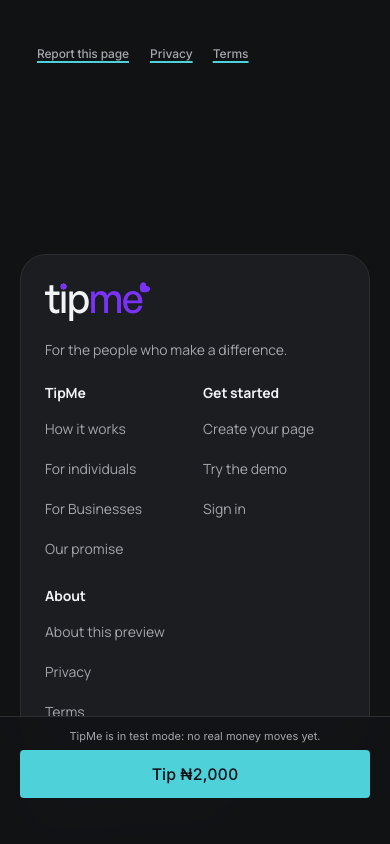 Report this page Privacy Terms
tipme
For the people who make a difference.
TipMe
How it works
For individuals
For Businesses
Our promise
Get started
Create your page
Try the demo
Sign in
About
About this preview
Privacy
Terms
TipMe is in test mode: no real money moves yet.
Tip ₦2,000